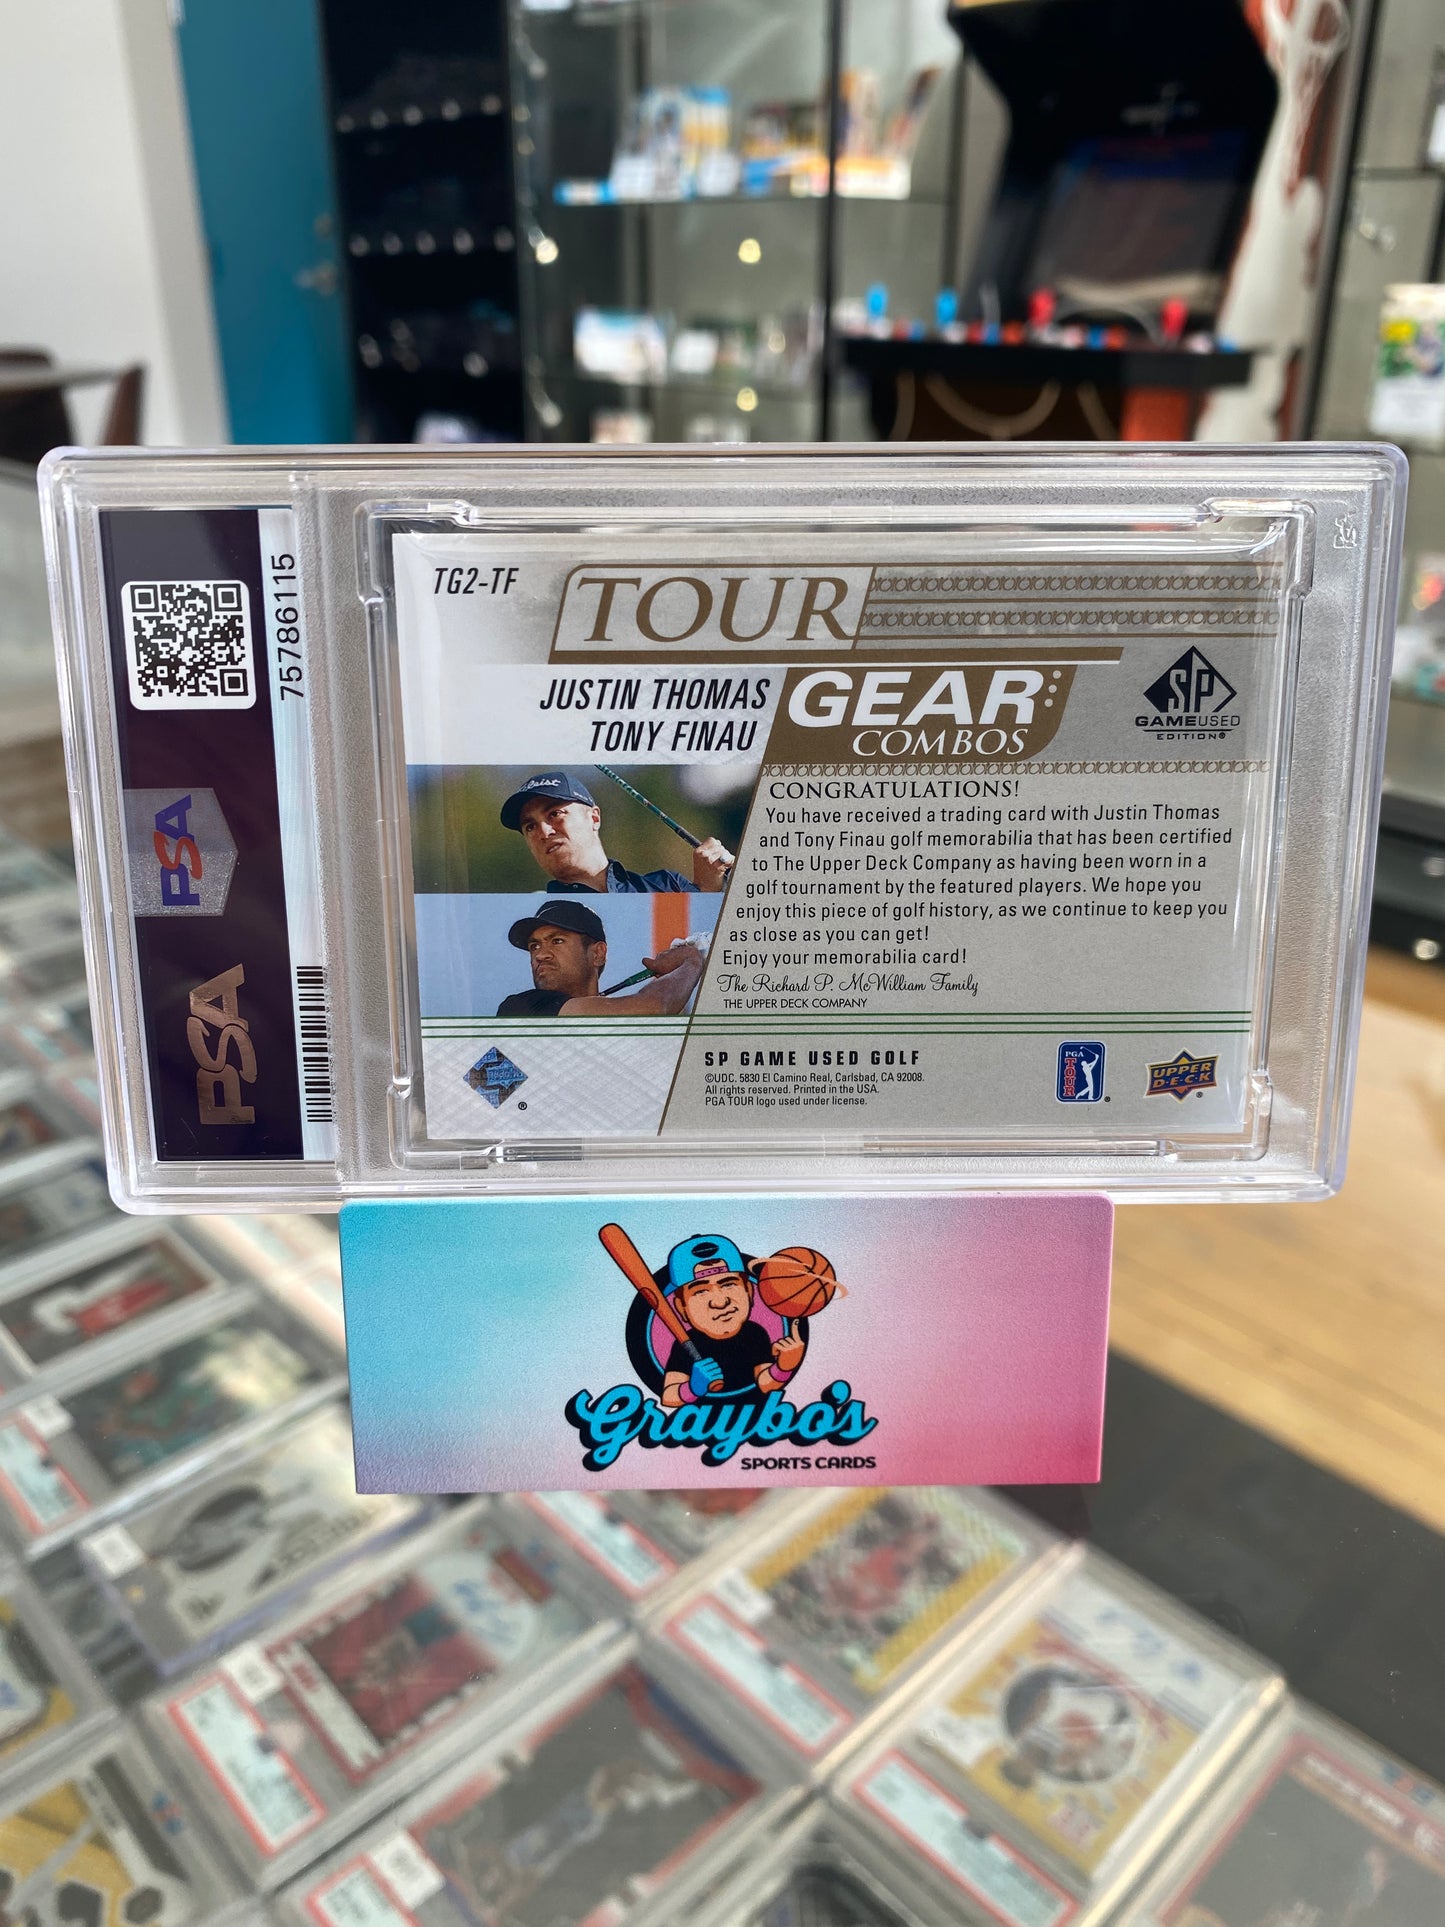 TG2-TF
TOUR
JUSTIN THOMAS
TONY FINAU
GEAR
COMBOS
SP
GAMEUSED
EDITION®
CONGRATULATIONS!
You have received a trading card with Justin Thomas
and Tony Finau golf memorabilia that has been certified
to The Upper Deck Company as having been worn in a
golf tournament by the featured players. We hope you
enjoy this piece of golf history, as we continue to keep you
as close as you can get!
Enjoy your memorabilia card!
The Richard P. McWilliam Family
THE UPPER DECK COMPANY
SP GAME USED GOLF
©UDC. 5830 El Camino Real, Carlsbad, CA 92008.
All rights reserved. Printed in the USA.
PGA TOUR logo used under license.
PGA
TOUR
®
UPPER
D·E·C·K
®
®
Titleist
75786115
PSA
PSA
Graybo's
SPORTS CARDS